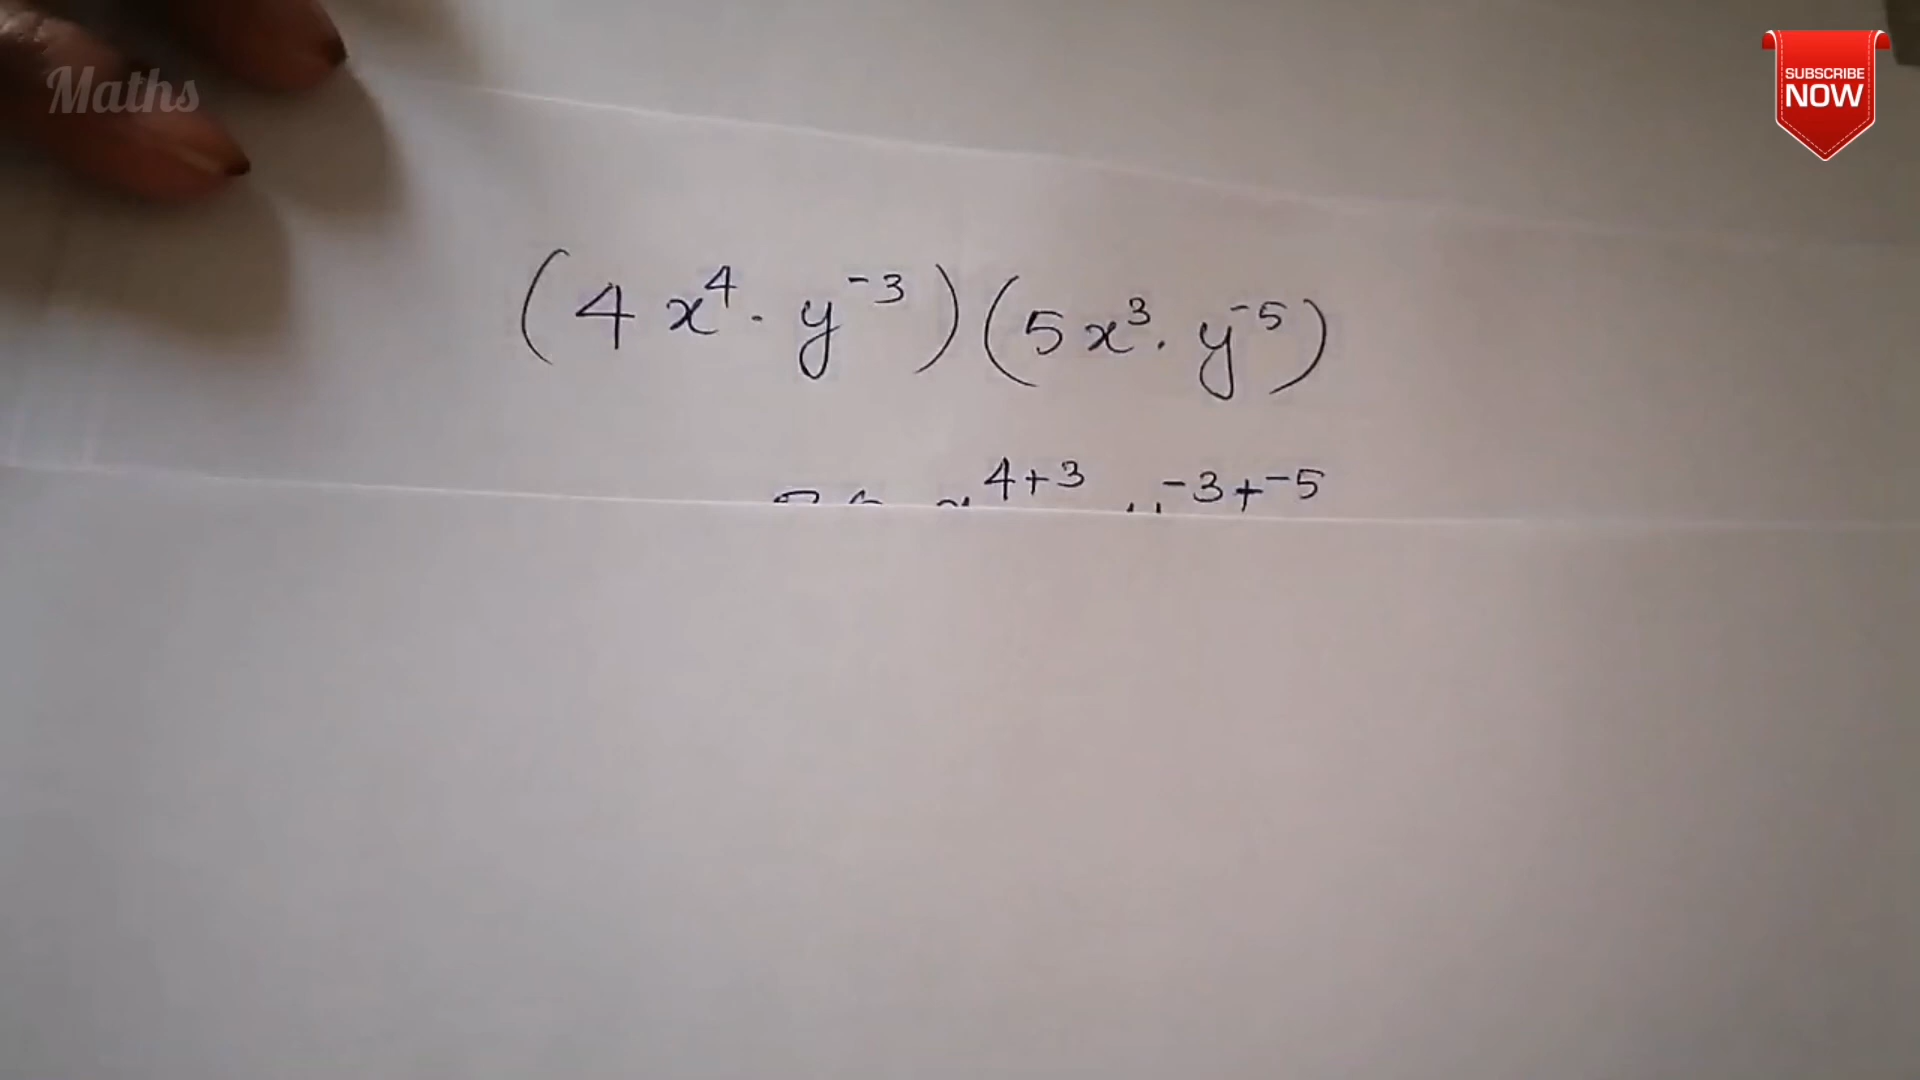 Maths
SUBSCRIBE
NOW
(4x⁴· y⁻³)(5x³· y⁻⁵)
4+3 -3+-5